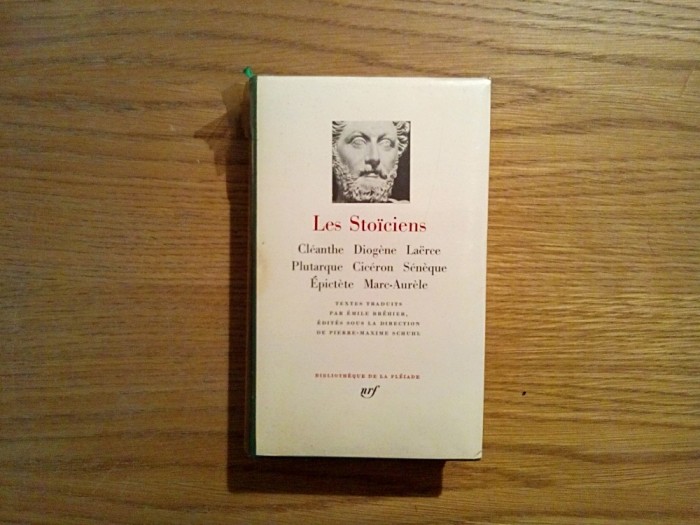 Les Stoïciens
Cléanthe Diogène Laërce
Plutarque Cicéron Sénèque
Épictète Marc-Aurèle
TEXTES TRADUITS
PAR ÉMILE BRÉHIER,
ÉDITÉS SOUS LA DIRECTION
DE PIERRE-MAXIME SCHUHL
BIBLIOTHÈQUE DE LA PLÉIADE
nrf